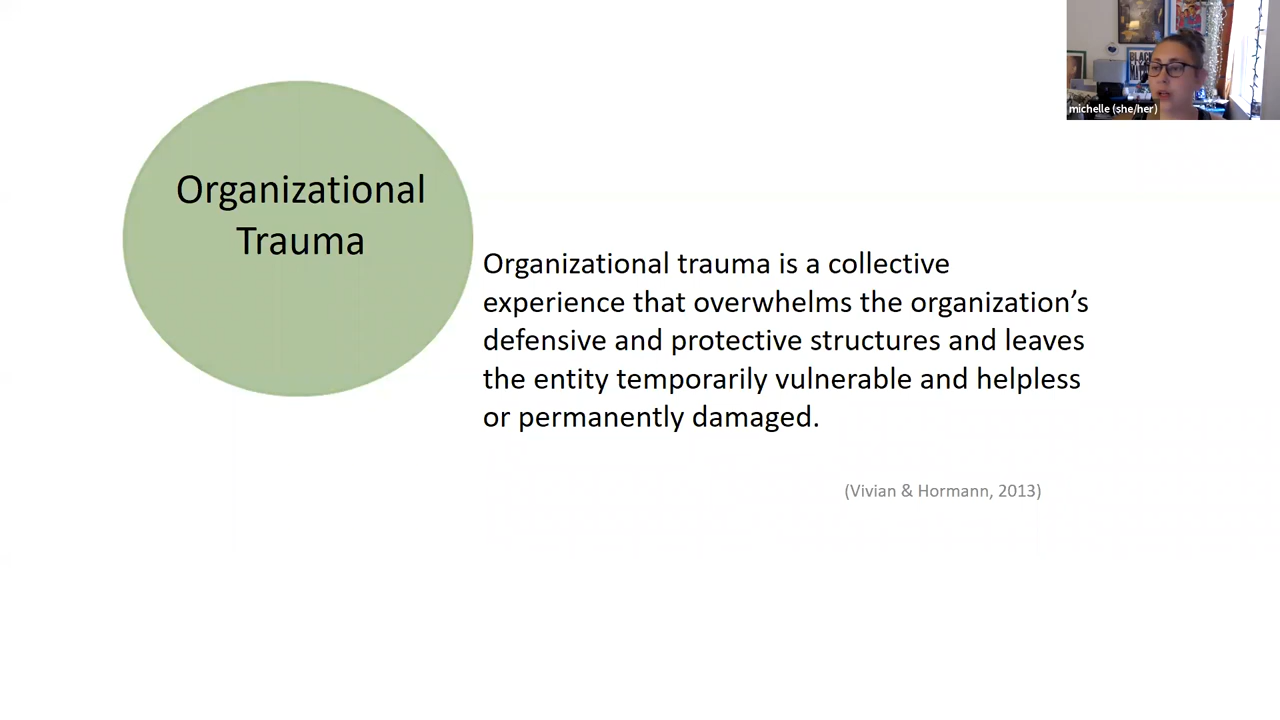 michelle (she/her)
Organizational
Trauma
Organizational trauma is a collective
experience that overwhelms the organization’s
defensive and protective structures and leaves
the entity temporarily vulnerable and helpless
or permanently damaged.
(Vivian & Hormann, 2013)